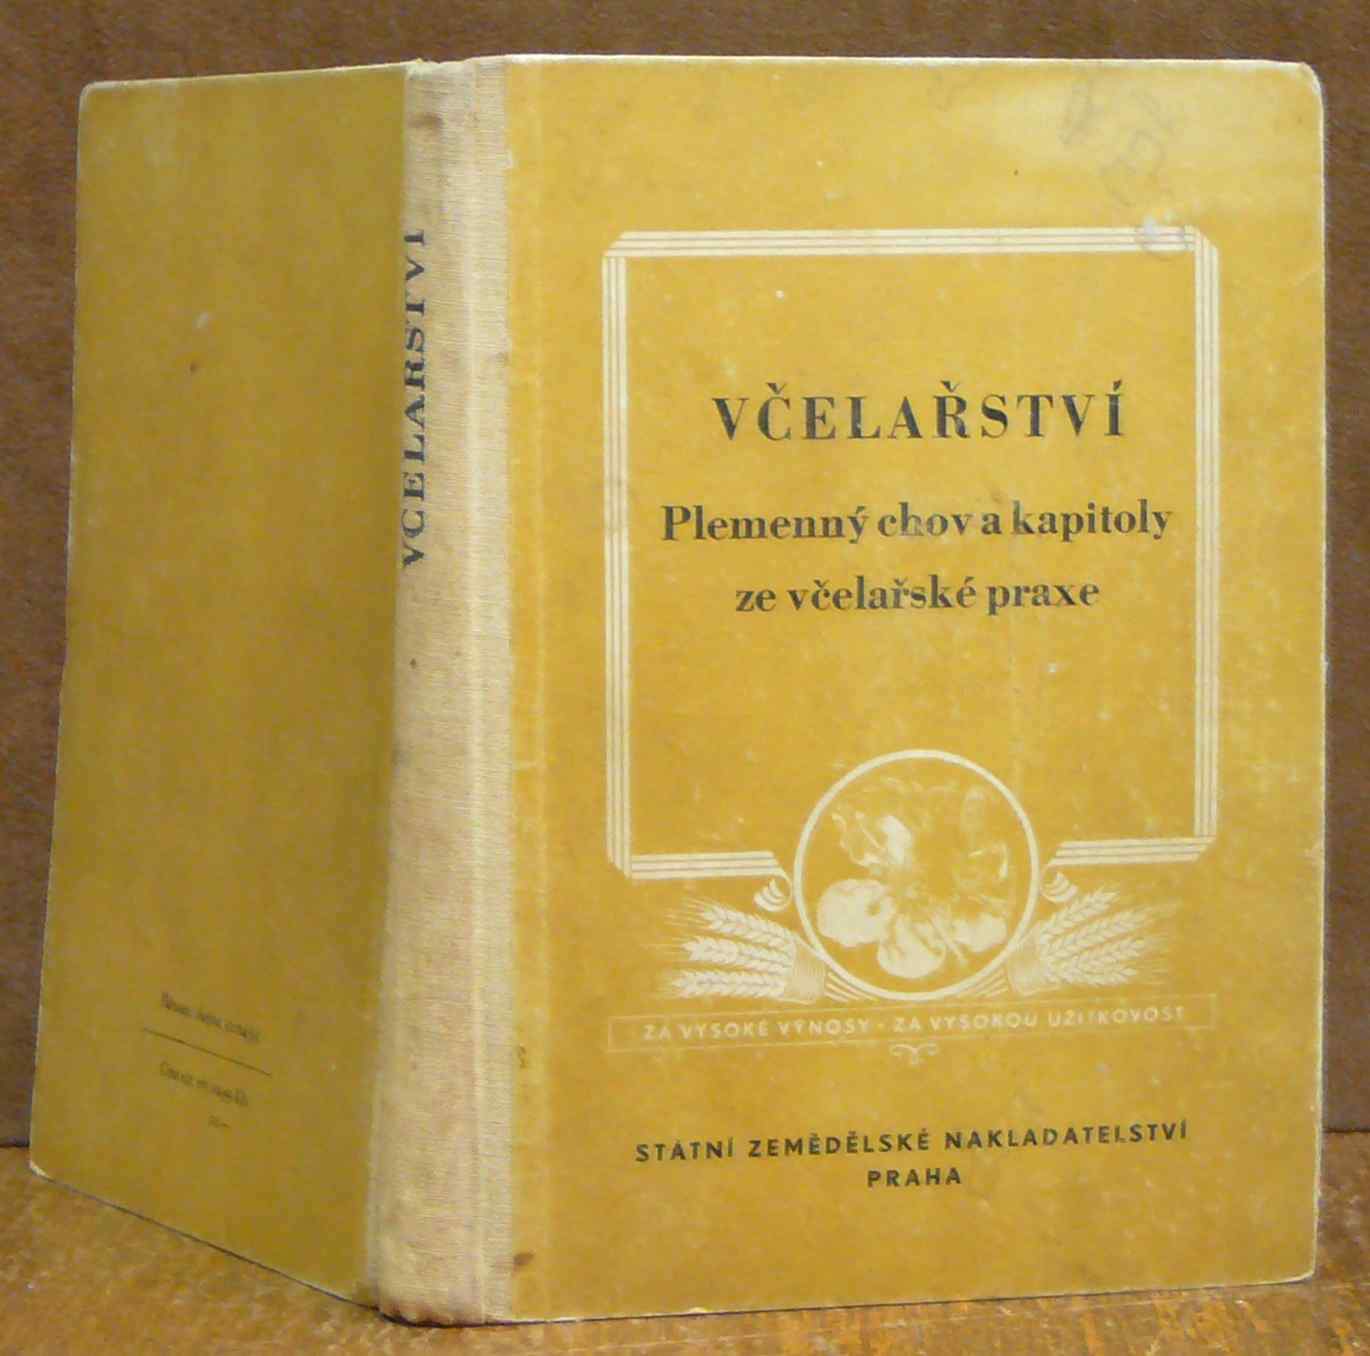 VČELAŘSTVÍ
VČELAŘSTVÍ
Plemenný chov a kapitoly
ze včelařské praxe
ZA VYSOKÉ VÝNOSY · ZA VYSOKOU UŽITKOVOST
STÁTNÍ ZEMĚDĚLSKÉ NAKLADATELSTVÍ
PRAHA